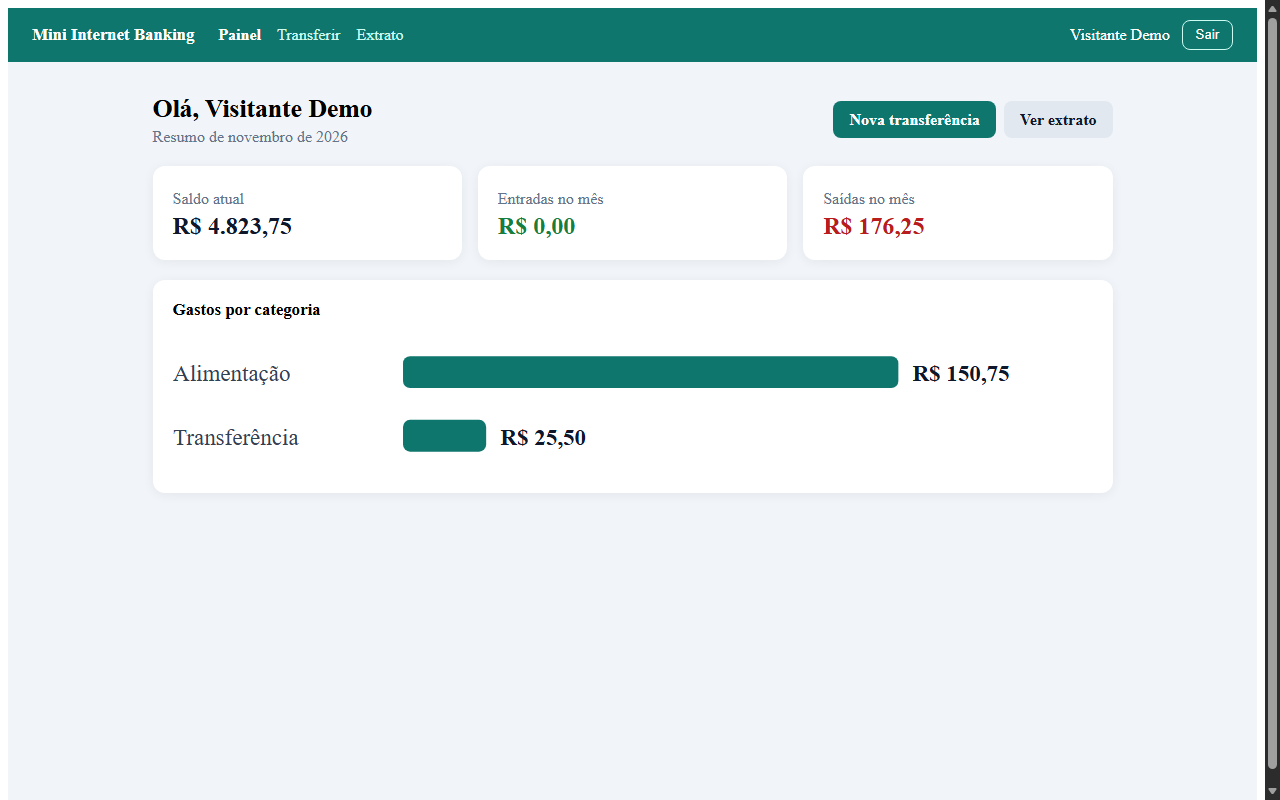 Mini Internet Banking Painel Transferir Extrato Visitante Demo Sair
Olá, Visitante Demo
Resumo de novembro de 2026
Nova transferência Ver extrato
Saldo atual
R$ 4.823,75
Entradas no mês
R$ 0,00
Saídas no mês
R$ 176,25
Gastos por categoria
Alimentação R$ 150,75
Transferência R$ 25,50